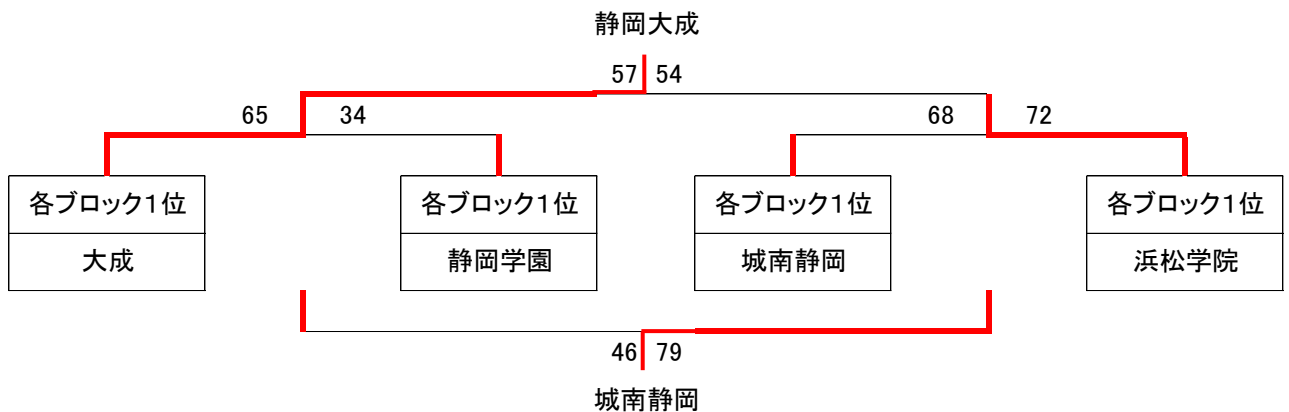 静岡大成
57 54
65 34 68 72
各ブロック１位 各ブロック１位 各ブロック１位 各ブロック１位
大成 静岡学園 城南静岡 浜松学院
46 79
城南静岡